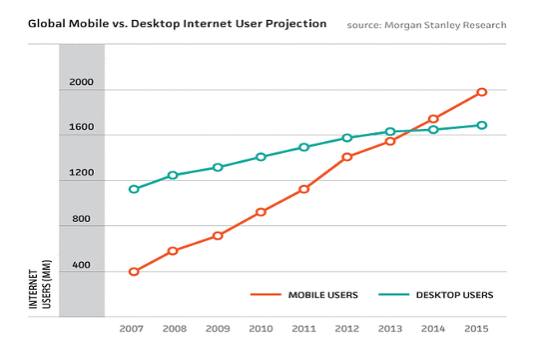 Global Mobile vs. Desktop Internet User Projection source: Morgan Stanley Research
2000
1600
1200
800
400
INTERNET
USERS (MM)
MOBILE USERS DESKTOP USERS
2007 2008 2009 2010 2011 2012 2013 2014 2015